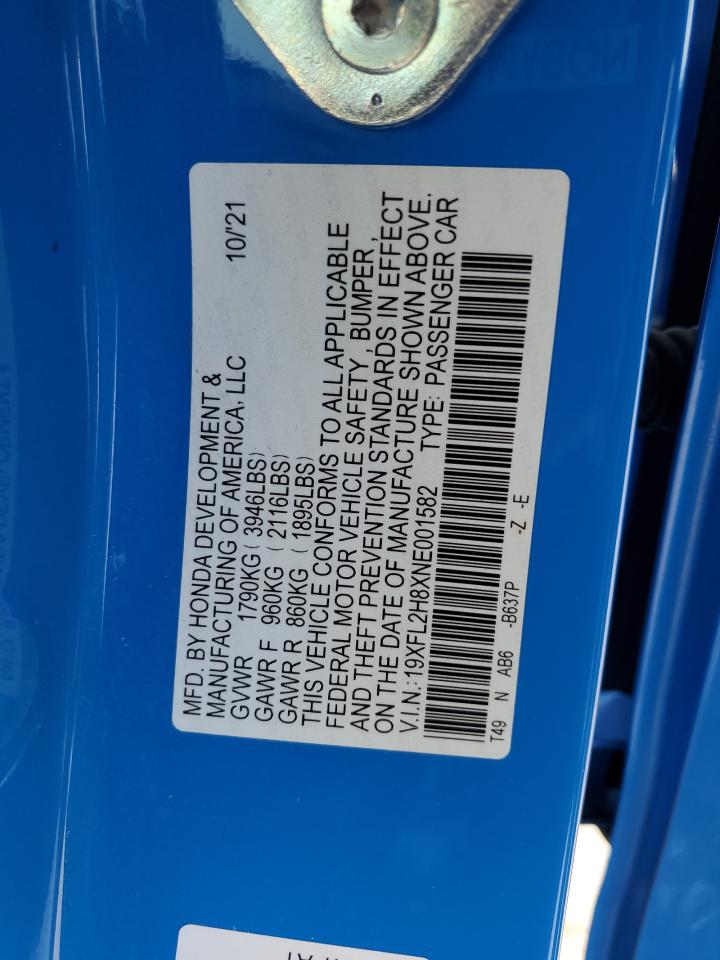 MFD. BY HONDA DEVELOPMENT &
MANUFACTURING OF AMERICA, LLC
10/'21
GVWR 1790KG ( 3946LBS)
GAWR F 960KG ( 2116LBS)
GAWR R 860KG ( 1895LBS)
THIS VEHICLE CONFORMS TO ALL APPLICABLE
FEDERAL MOTOR VEHICLE SAFETY , BUMPER ,
AND THEFT PREVENTION STANDARDS IN EFFECT
ON THE DATE OF MANUFACTURE SHOWN ABOVE.
V.I.N.:19XFL2H8XNE001582 TYPE: PASSENGER CAR
T49 N AB6 -B637P -Z -E